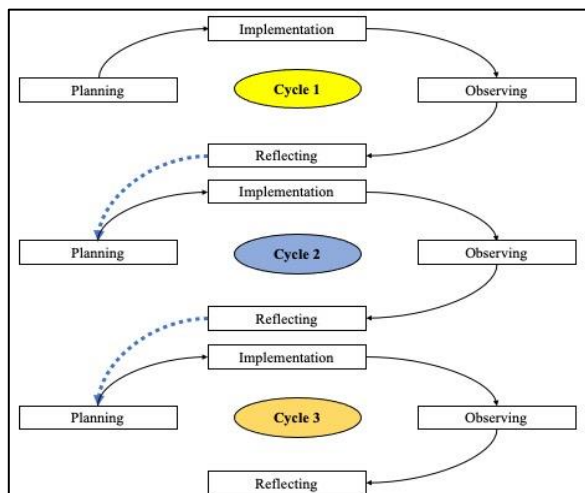 Implementation
Planning
Cycle 1
Observing
Reflecting
Implementation
Planning
Cycle 2
Observing
Reflecting
Implementation
Planning
Cycle 3
Observing
Reflecting